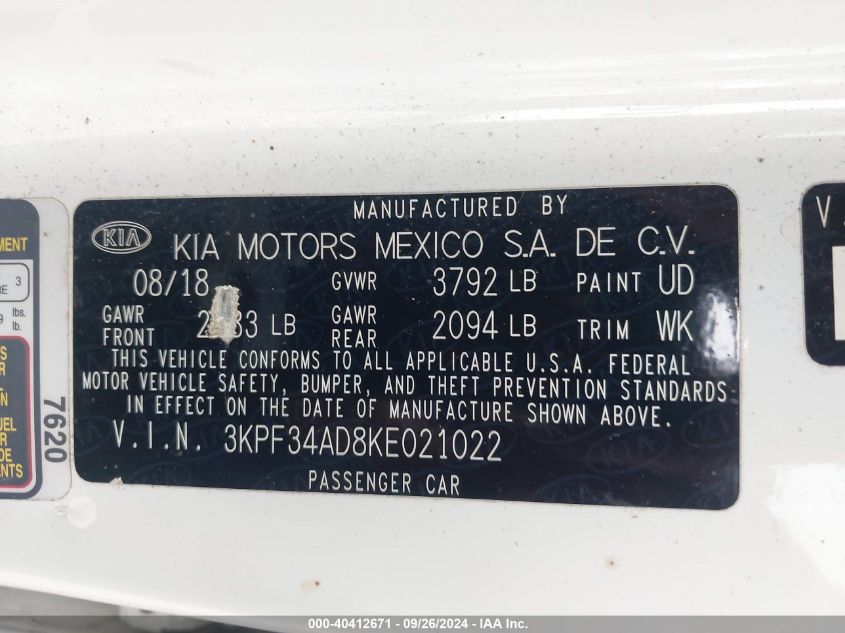 MANUFACTURED BY
KIA
KIA MOTORS MEXICO S.A. DE C.V.
08/18 GVWR 3792 LB PAINT UD
GAWR FRONT LB GAWR REAR 2094 LB TRIM WK
THIS VEHICLE CONFORMS TO ALL APPLICABLE U.S.A. FEDERAL
MOTOR VEHICLE SAFETY, BUMPER, AND THEFT PREVENTION STANDARDS
IN EFFECT ON THE DATE OF MANUFACTURE SHOWN ABOVE.
V.I.N. 3KPF34AD8KE021022
PASSENGER CAR
7620
3
lbs.
lb.
V
000-40412671 - 09/26/2024 - IAA Inc.